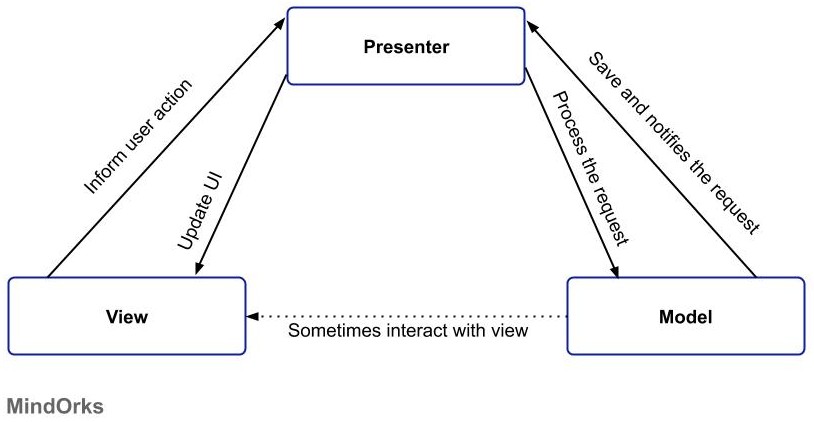 Presenter
Inform user action
Update UI
Process the request
Save and notifies the request
View
Sometimes interact with view
Model
MindOrks